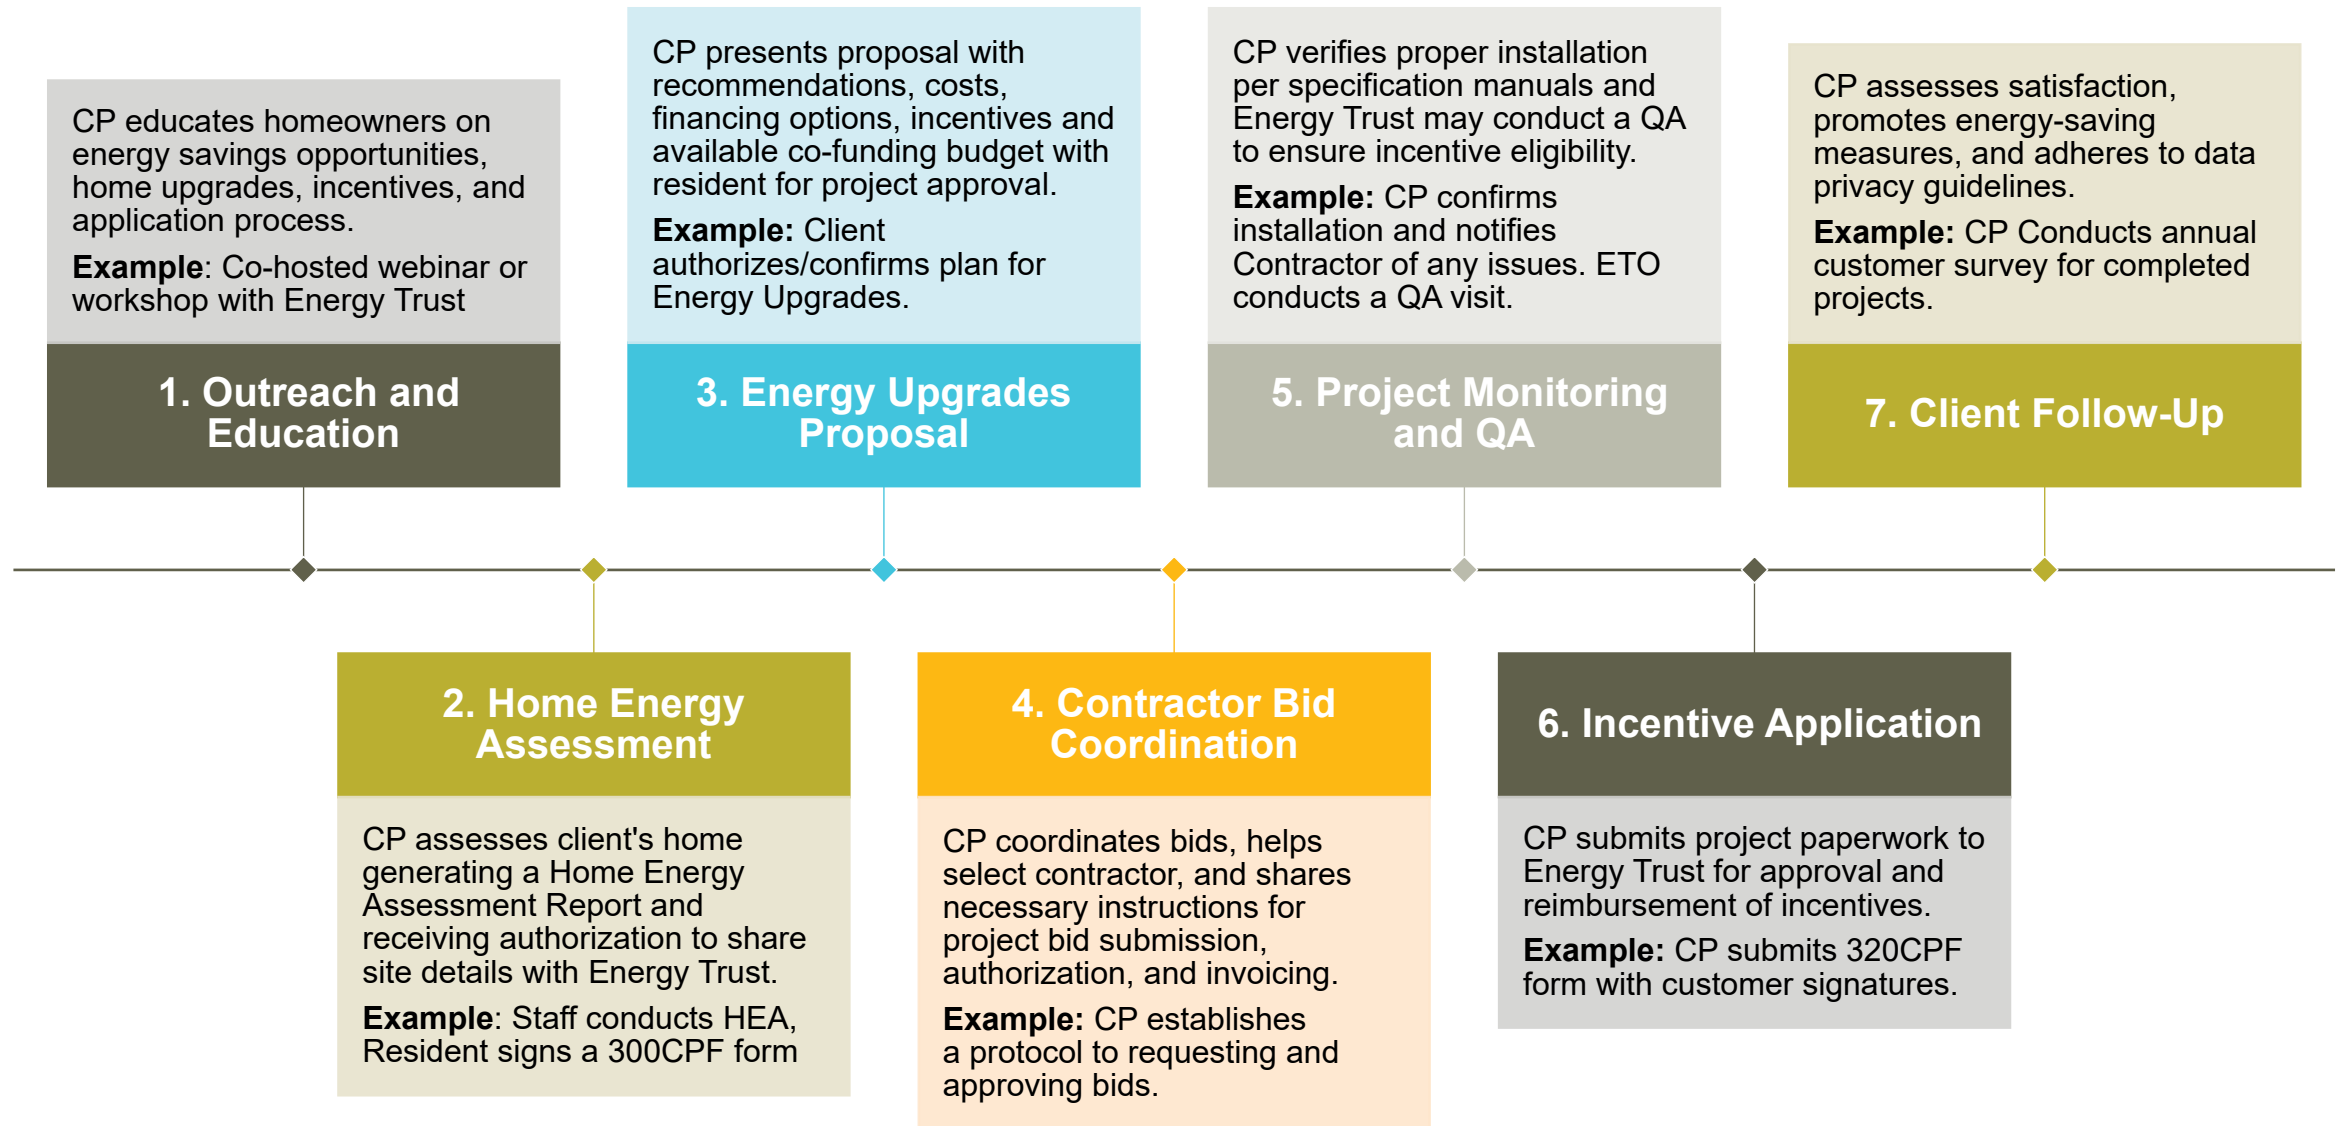 CP educates homeowners on
energy savings opportunities,
home upgrades, incentives, and
application process.
Example: Co-hosted webinar or
workshop with Energy Trust
1. Outreach and
Education
2. Home Energy
Assessment
CP assesses client's home
generating a Home Energy
Assessment Report and
receiving authorization to share
site details with Energy Trust.
Example: Staff conducts HEA,
Resident signs a 300CPF form
CP presents proposal with
recommendations, costs,
financing options, incentives and
available co-funding budget with
resident for project approval.
Example: Client
authorizes/confirms plan for
Energy Upgrades.
3. Energy Upgrades
Proposal
4. Contractor Bid
Coordination
CP coordinates bids, helps
select contractor, and shares
necessary instructions for
project bid submission,
authorization, and invoicing.
Example: CP establishes
a protocol to requesting and
approving bids.
CP verifies proper installation
per specification manuals and
Energy Trust may conduct a QA
to ensure incentive eligibility.
Example: CP confirms
installation and notifies
Contractor of any issues. ETO
conducts a QA visit.
5. Project Monitoring
and QA
6. Incentive Application
CP submits project paperwork to
Energy Trust for approval and
reimbursement of incentives.
Example: CP submits 320CPF
form with customer signatures.
CP assesses satisfaction,
promotes energy-saving
measures, and adheres to data
privacy guidelines.
Example: CP Conducts annual
customer survey for completed
projects.
7. Client Follow-Up